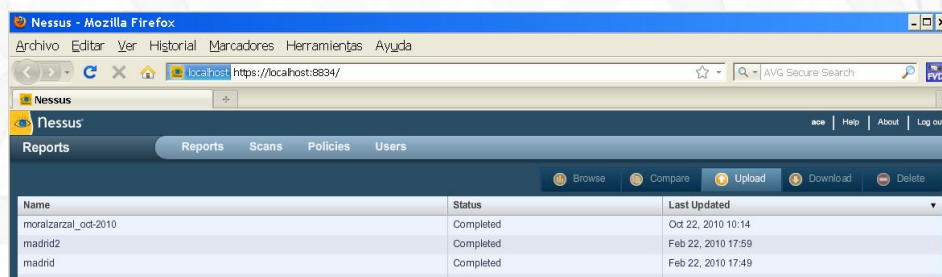 Nessus - Mozilla Firefox
Archivo Editar Ver Historial Marcadores Herramientas Ayuda
localhost https://localhost:8834/ AVG Secure Search
Nessus
Nessus ace | Help | About | Log ou
Reports Reports Scans Policies Users
Browse Compare Upload Download Delete
Name Status Last Updated
moralzarzal_oct-2010 Completed Oct 22, 2010 10:14
madrid2 Completed Feb 22, 2010 17:59
madrid Completed Feb 22, 2010 17:49